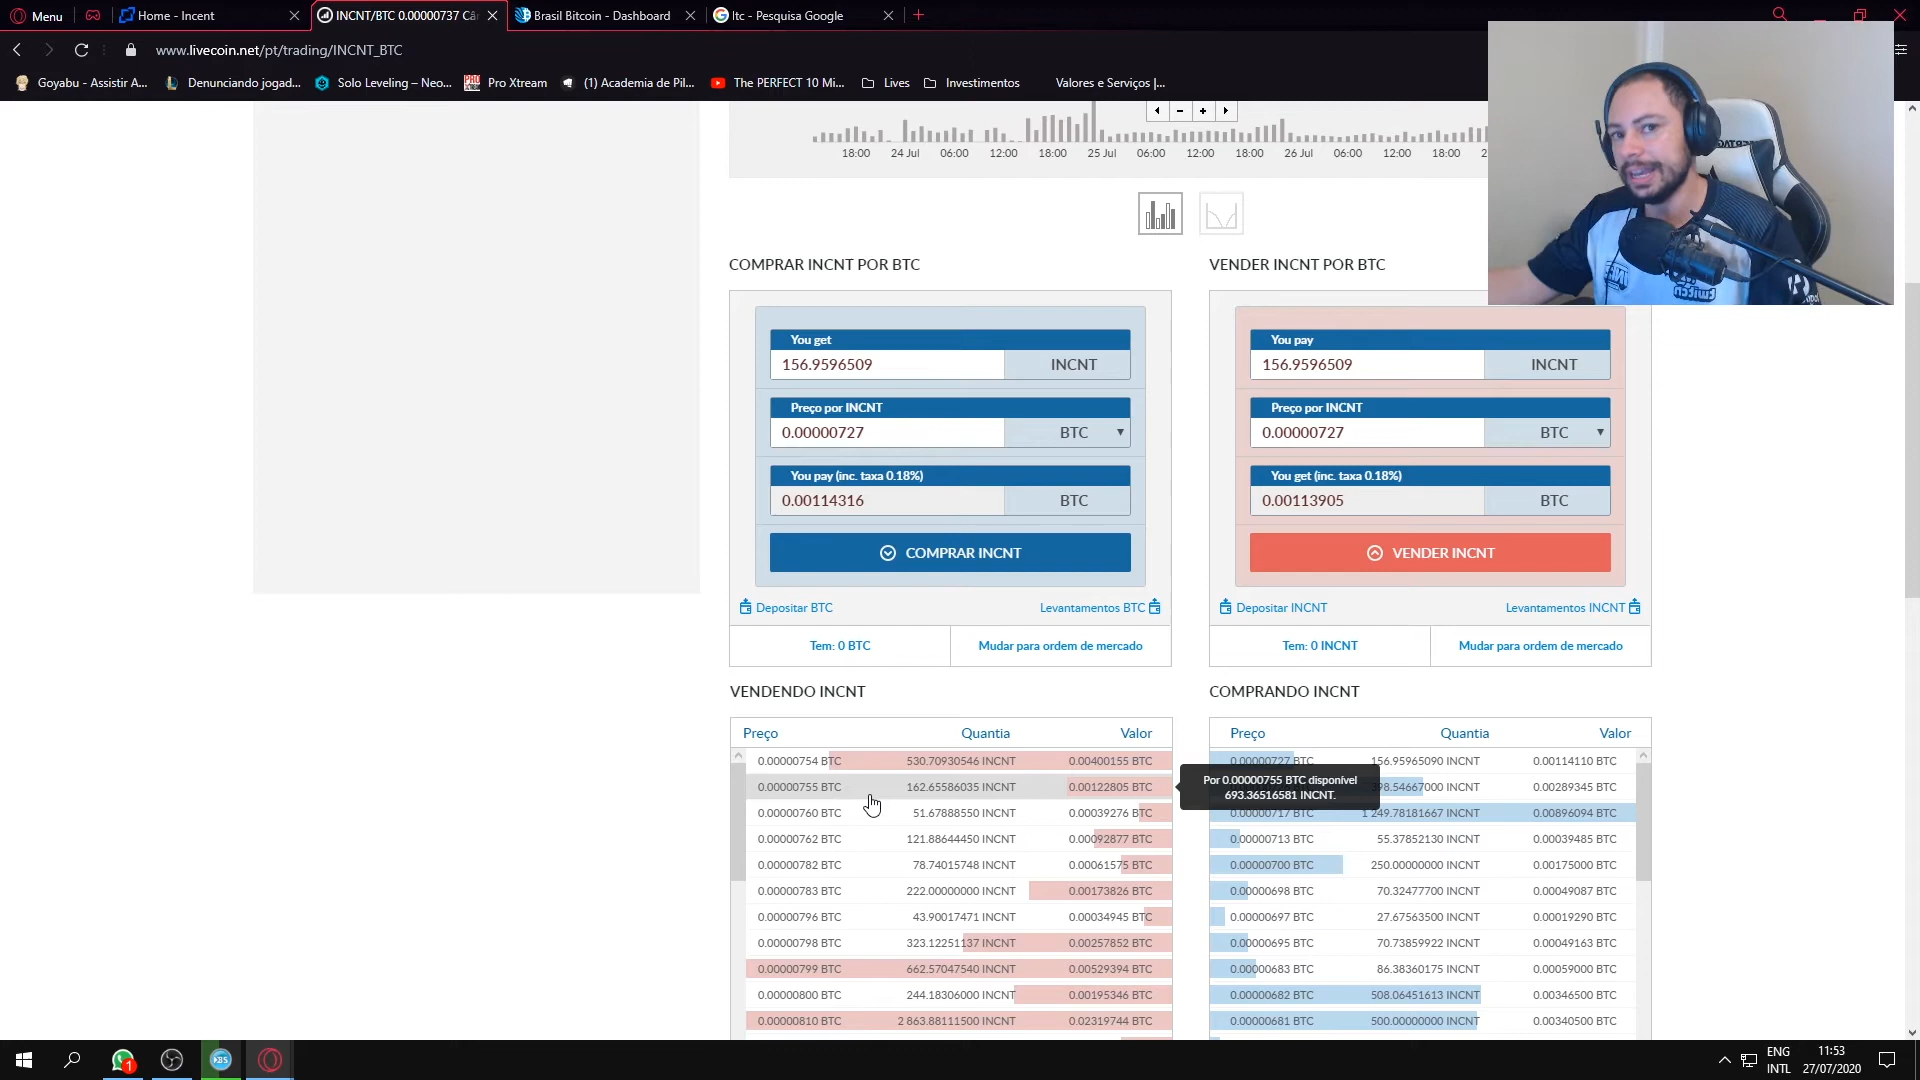 Menu
Home - Incent
INCNT/BTC 0.00000737 Câ
Brasil Bitcoin - Dashboard
ltc - Pesquisa Google
www.livecoin.net/pt/trading/INCNT_BTC
Goyabu - Assistir A...
Denunciando jogad...
Solo Leveling – Neo...
Pro Xtream
(1) Academia de Pil...
The PERFECT 10 Mi...
Lives
Investimentos
Valores e Serviços |...
18:00 24 Jul 06:00 12:00 18:00 25 Jul 06:00 12:00 18:00 26 Jul 06:00 12:00 18:00 2
COMPRAR INCNT POR BTC
You get
156.9596509 INCNT
Preço por INCNT
0.00000727 BTC
You pay (inc. taxa 0.18%)
0.00114316 BTC
COMPRAR INCNT
Depositar BTC
Levantamentos BTC
Tem: 0 BTC
Mudar para ordem de mercado
VENDER INCNT POR BTC
You pay
156.9596509 INCNT
Preço por INCNT
0.00000727 BTC
You get (inc. taxa 0.18%)
0.00113905 BTC
VENDER INCNT
Depositar INCNT
Levantamentos INCNT
Tem: 0 INCNT
Mudar para ordem de mercado
VENDENDO INCNT
Preço Quantia Valor
0.00000754 BTC 530.70930546 INCNT 0.00400155 BTC
0.00000755 BTC 162.65586035 INCNT 0.00122805 BTC
0.00000760 BTC 51.67888550 INCNT 0.00039276 BTC
0.00000762 BTC 121.88644450 INCNT 0.00092877 BTC
0.00000782 BTC 78.74015748 INCNT 0.00061575 BTC
0.00000783 BTC 222.00000000 INCNT 0.00173826 BTC
0.00000796 BTC 43.90017471 INCNT 0.00034945 BTC
0.00000798 BTC 323.12251137 INCNT 0.00257852 BTC
0.00000799 BTC 662.57047540 INCNT 0.00529394 BTC
0.00000800 BTC 244.18306000 INCNT 0.00195346 BTC
0.00000810 BTC 2 863.88111500 INCNT 0.02319744 BTC
Por 0.00000755 BTC disponível
693.36516581 INCNT.
COMPRANDO INCNT
Preço Quantia Valor
0.00000727 BTC 156.95965090 INCNT 0.00114110 BTC
98.54667000 INCNT 0.00289345 BTC
0.00000717 BTC 1 249.78181667 INCNT 0.00896094 BTC
0.00000713 BTC 55.37852130 INCNT 0.00039485 BTC
0.00000700 BTC 250.00000000 INCNT 0.00175000 BTC
0.00000698 BTC 70.32477700 INCNT 0.00049087 BTC
0.00000697 BTC 27.67563500 INCNT 0.00019290 BTC
0.00000695 BTC 70.73859922 INCNT 0.00049163 BTC
0.00000683 BTC 86.38360175 INCNT 0.00059000 BTC
0.00000682 BTC 508.06451613 INCNT 0.00346500 BTC
0.00000681 BTC 500.00000000 INCNT 0.00340500 BTC
1
ENG
INTL
11:53
27/07/2020